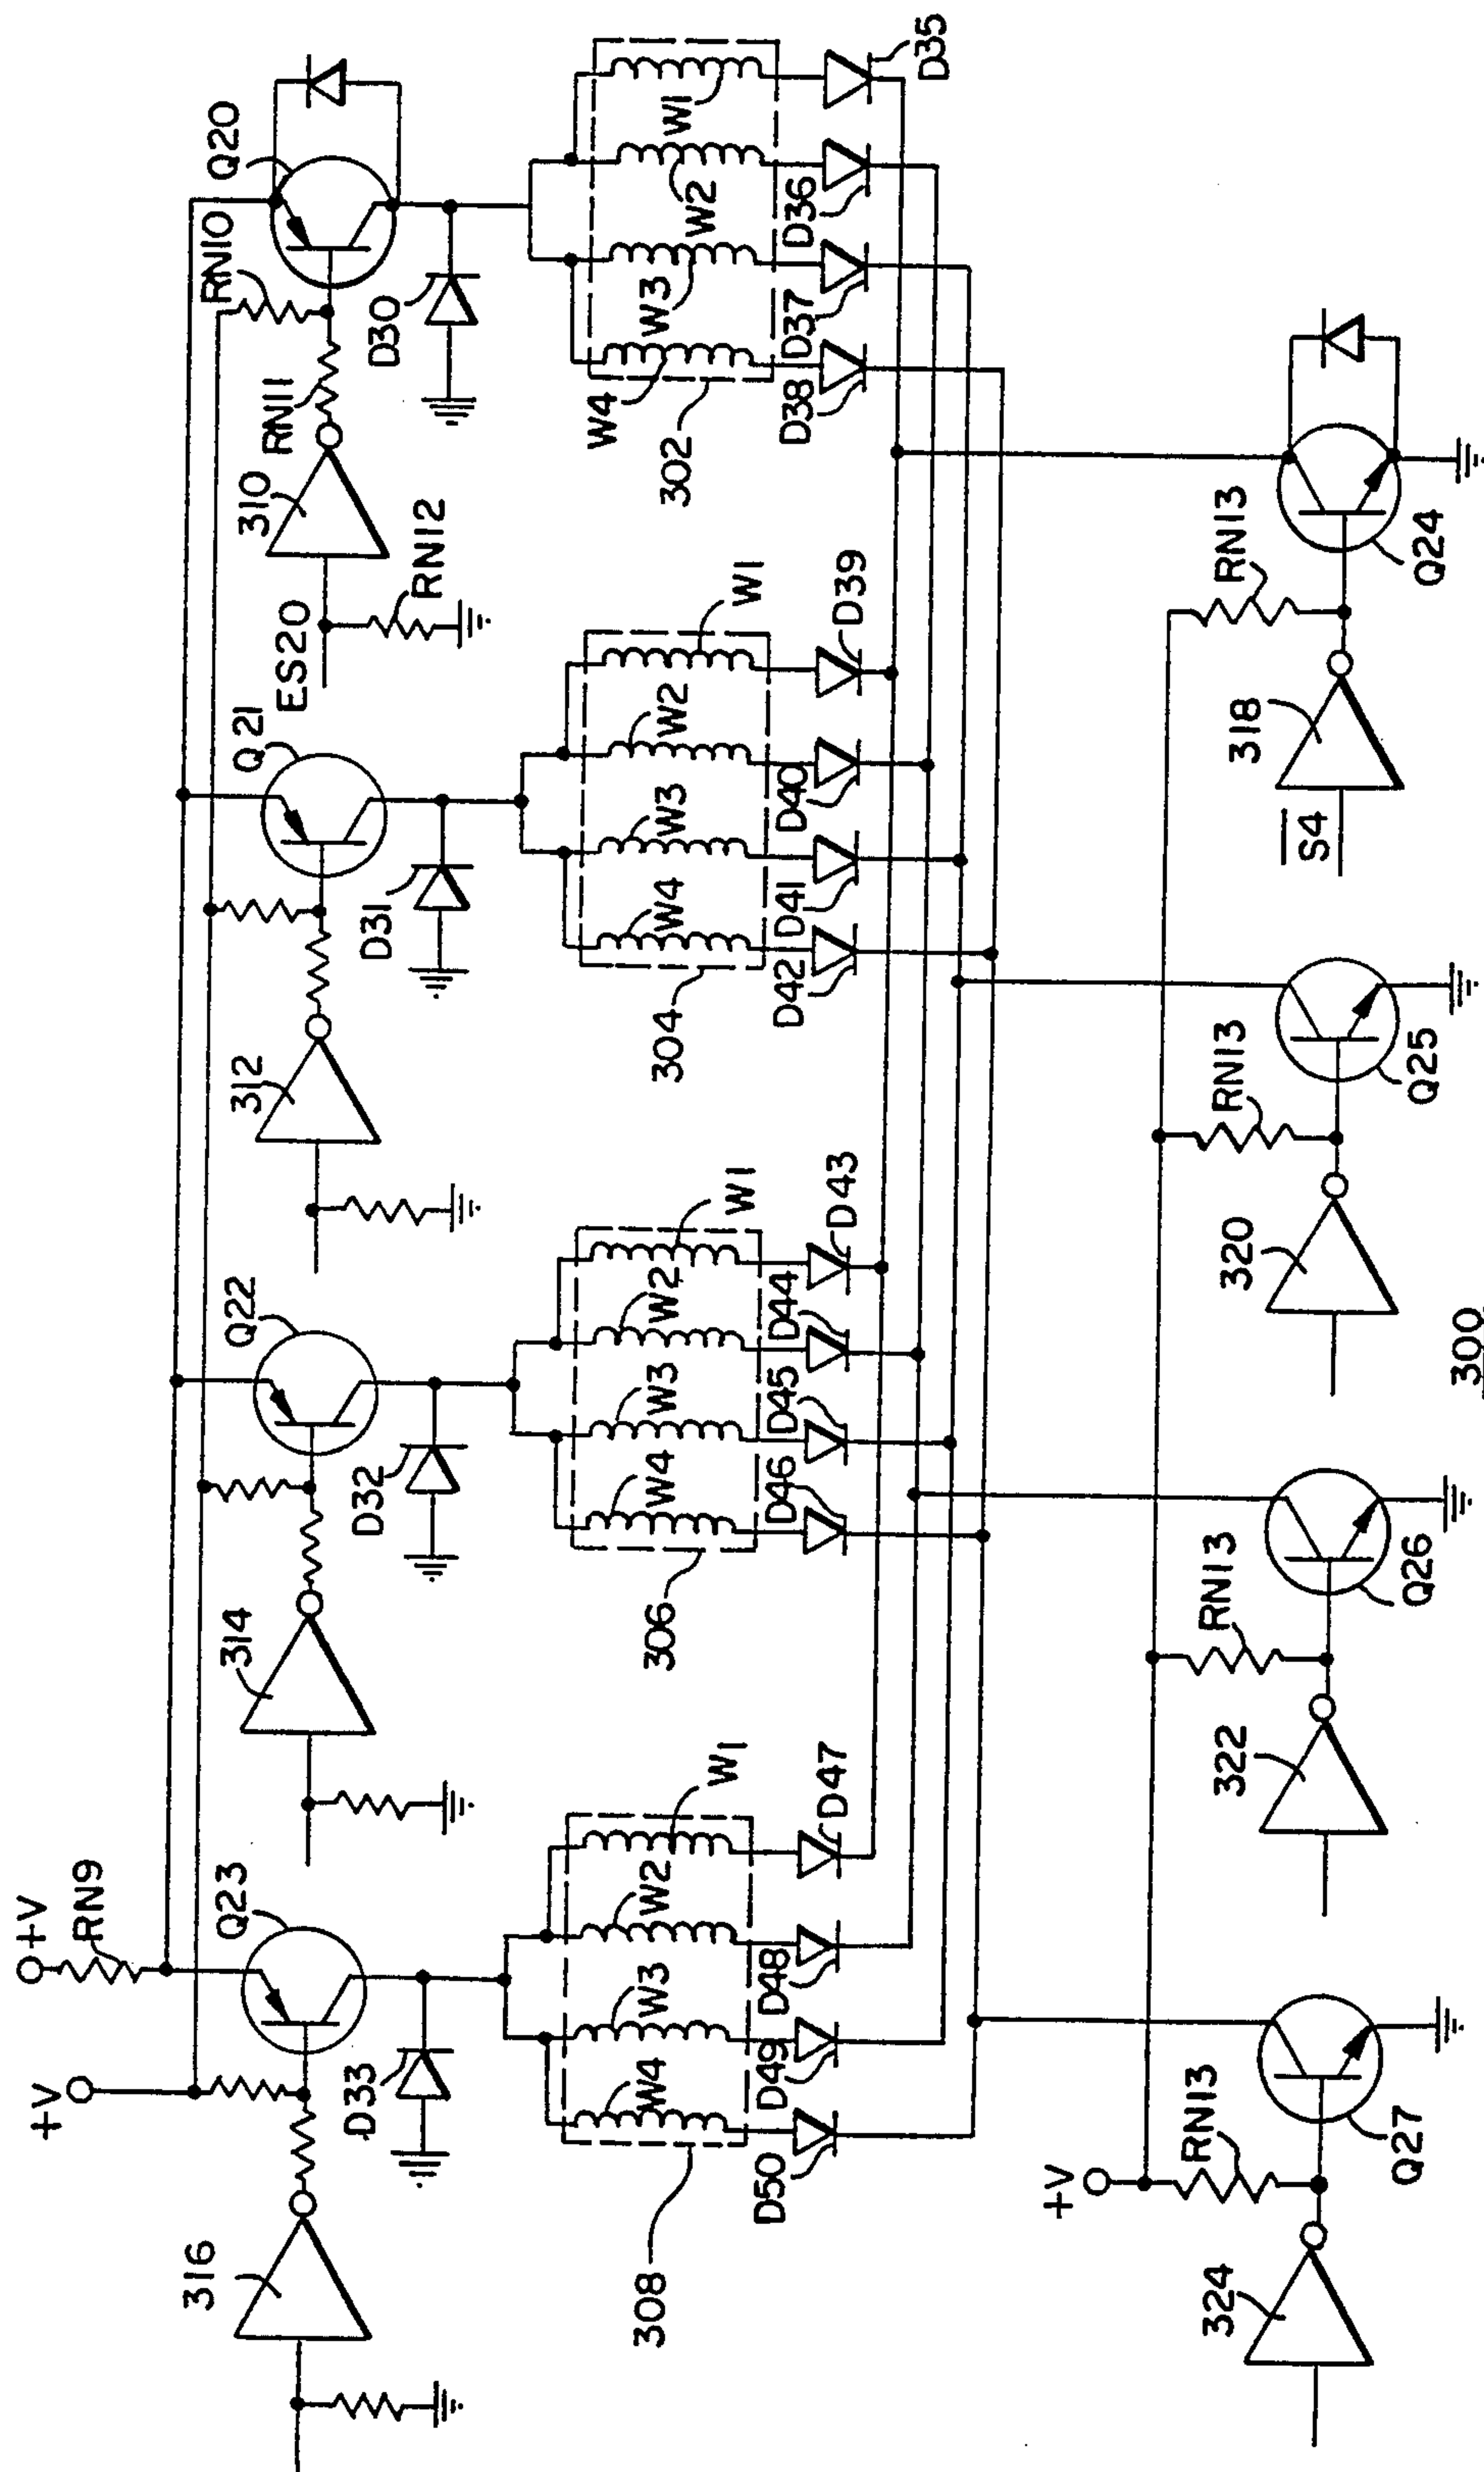 +V
RN9
+V
Q23
Q22
Q21
Q20
RN10
RN11
316
314
312
310
ES20
RN12
D33
D32
D31
D30
W4
W3
W2
W1
W4
W3
W2
W1
W4
W3
W2
W1
W4
W3
W2
W1
308
306
304
302
D50
D49
D48
D47
D46
D45
D44
D43
D42
D41
D40
D39
D38
D37
D36
D35
+V
RN13
RN13
RN13
RN13
324
322
320
318
S4
Q27
Q26
Q25
Q24
300